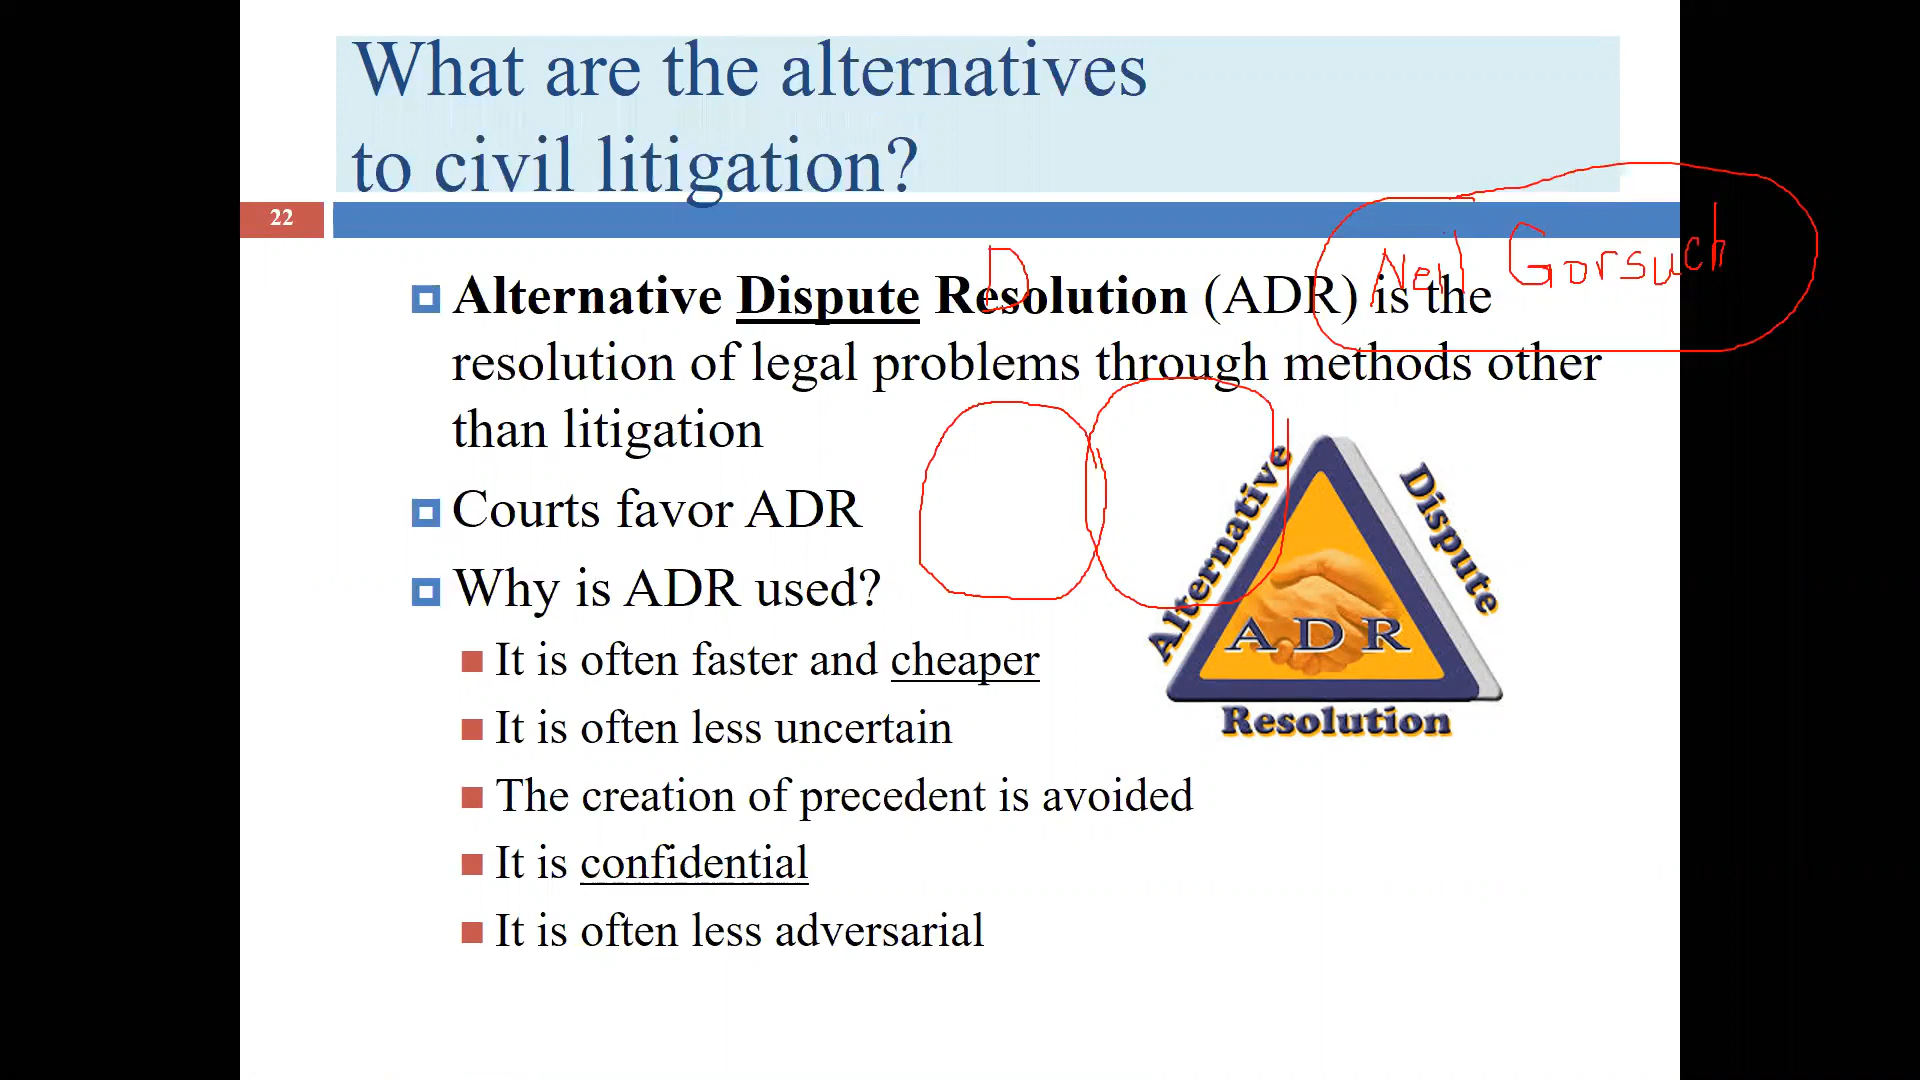 What are the alternatives
to civil litigation?
22
Neil Gorsuch
D
Alternative Dispute Resolution (ADR) is the
resolution of legal problems through methods other
than litigation
Courts favor ADR
Why is ADR used?
It is often faster and cheaper
It is often less uncertain
The creation of precedent is avoided
It is confidential
It is often less adversarial
Alternative
Dispute
ADR
Resolution